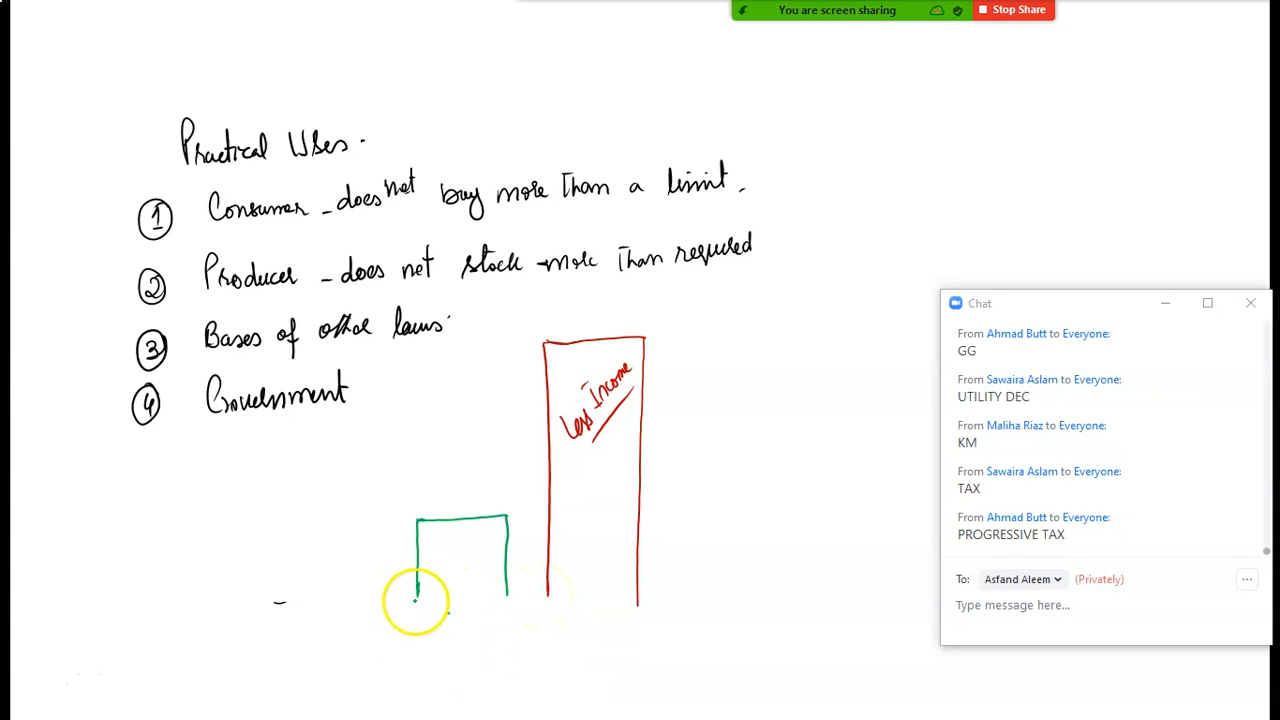 You are screen sharing
Stop Share
Practical Uses.
1 Consumer - does not buy more than a limit.
2 Producer - does not stock more than required
3 Bases of other laws.
4 Government
Less Income
Chat
From Ahmad Butt to Everyone:
GG
From Sawaira Aslam to Everyone:
UTILITY DEC
From Maliha Riaz to Everyone:
KM
From Sawaira Aslam to Everyone:
TAX
From Ahmad Butt to Everyone:
PROGRESSIVE TAX
To: Asfand Aleem (Privately)
Type message here...